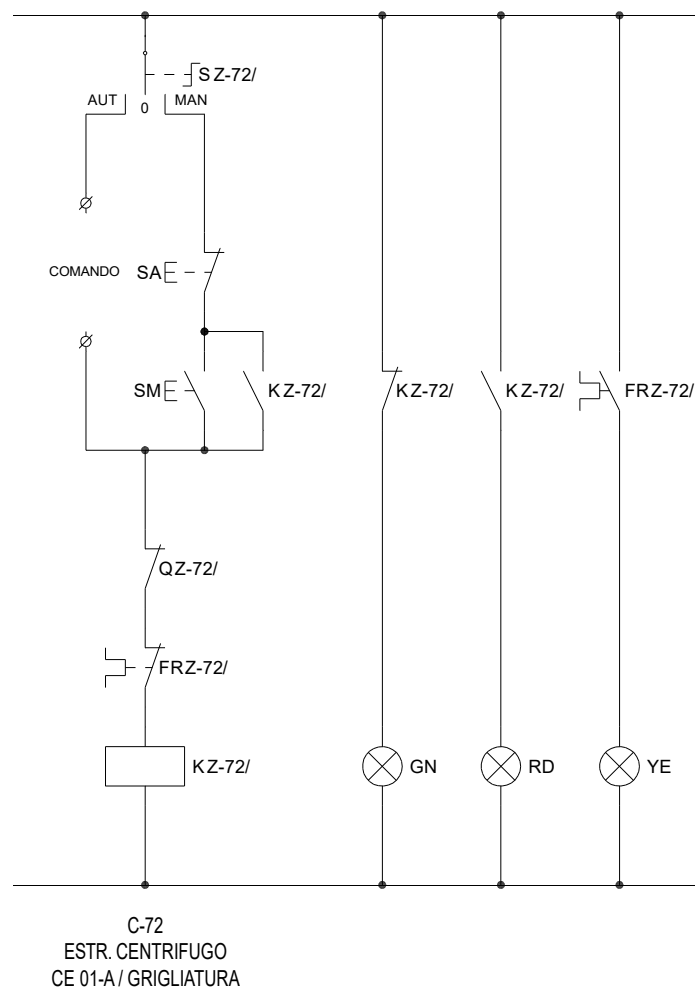 SZ-72/
AUT
0
MAN
COMANDO
SA
SM
KZ-72/
KZ-72/
KZ-72/
FRZ-72/
QZ-72/
FRZ-72/
KZ-72/
GN
RD
YE
C-72
ESTR. CENTRIFUGO
CE 01-A / GRIGLIATURA